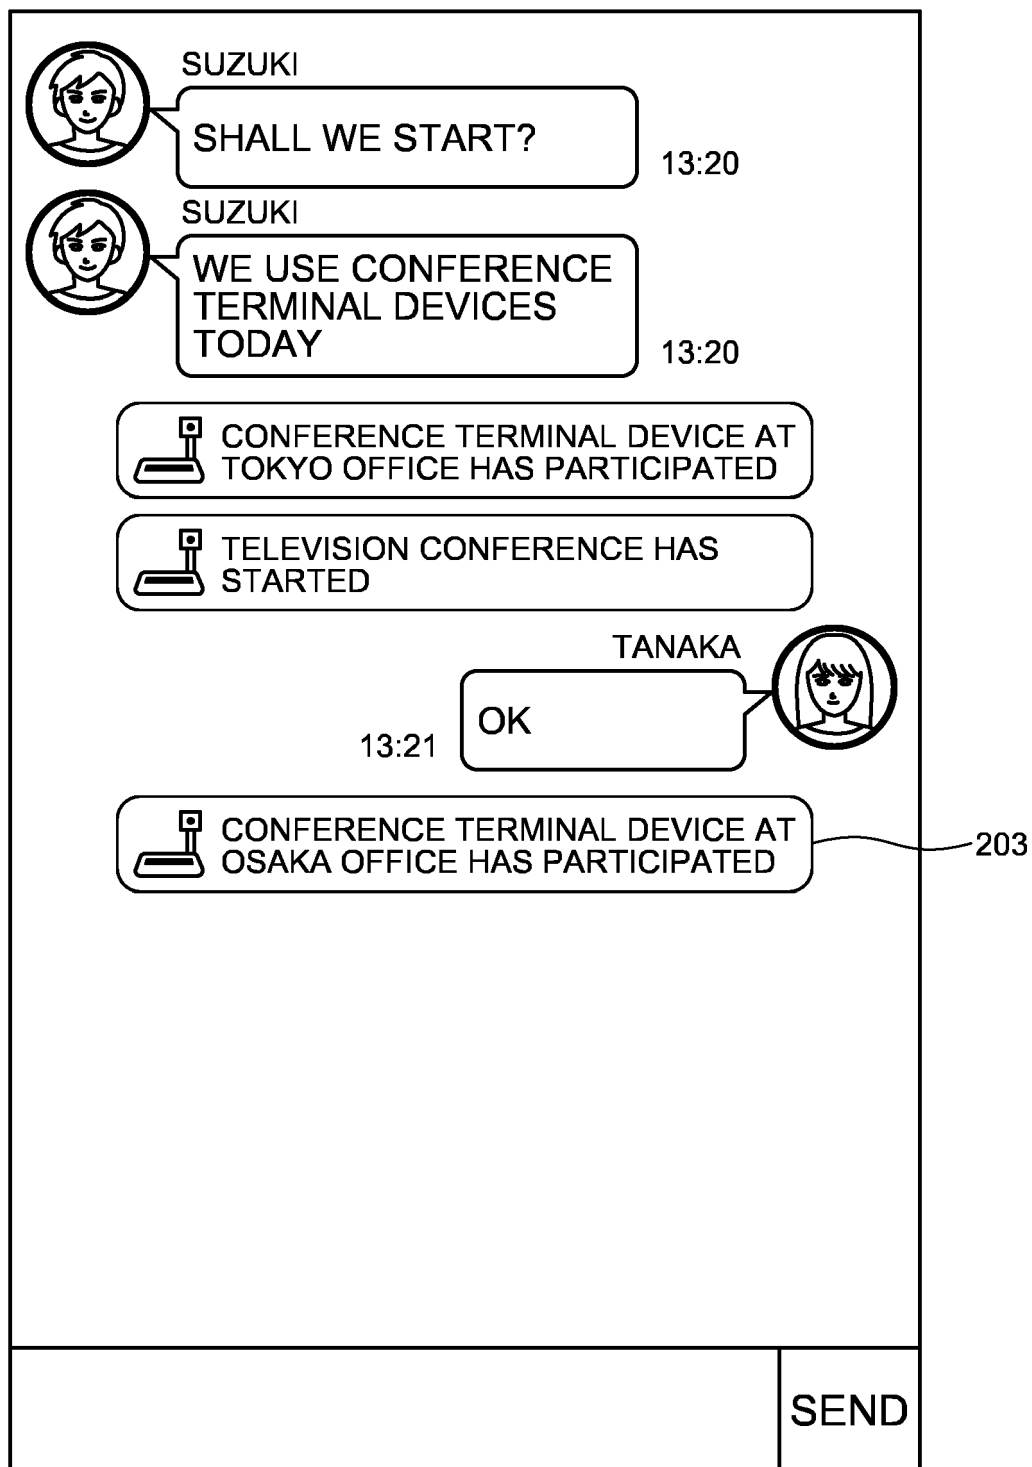 SUZUKI
SHALL WE START?
13:20
SUZUKI
WE USE CONFERENCE
TERMINAL DEVICES
TODAY
13:20
CONFERENCE TERMINAL DEVICE AT
TOKYO OFFICE HAS PARTICIPATED
TELEVISION CONFERENCE HAS
STARTED
TANAKA
OK
13:21
CONFERENCE TERMINAL DEVICE AT
OSAKA OFFICE HAS PARTICIPATED
203
SEND